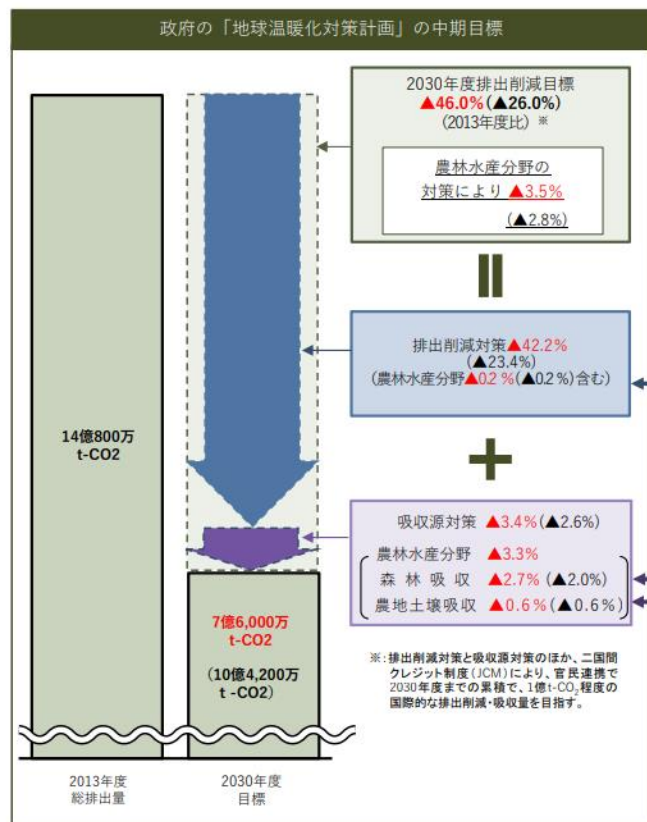 政府の「地球温暖化対策計画」の中期目標
2030年度排出削減目標
▲46.0%(▲26.0%)
(2013年度比) ※
農林水産分野の
対策により ▲3.5%
(▲2.8%)
排出削減対策▲42.2%
(▲23.4%)
(農林水産分野▲0.2%(▲0.2%)含む)
14億800万
t-CO2
吸収源対策 ▲3.4%(▲2.6%)
農林水産分野 ▲3.3%
森林吸収 ▲2.7% (▲2.0%)
農地土壌吸収 ▲0.6%(▲0.6%)
7億6,000万
t-CO2
(10億4,200万
t -CO2)
※:排出削減対策と吸収源対策のほか、二国間
クレジット制度(JCM)により、官民連携で
2030年度までの累積で、1億t-CO₂程度の
国際的な排出削減・吸収量を目指す。
2013年度
総排出量
2030年度
目標